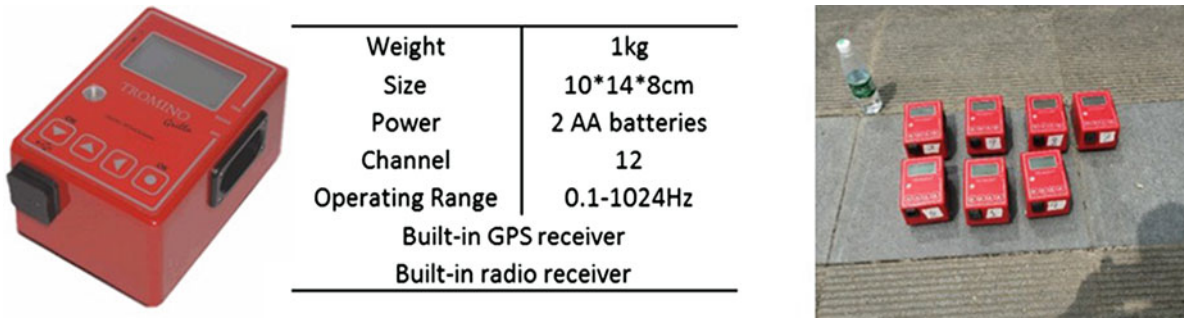 TROMINO
Weight 1kg
Size 10*14*8cm
Power 2 AA batteries
Channel 12
Operating Range 0.1-1024Hz
Built-in GPS receiver
Built-in radio receiver